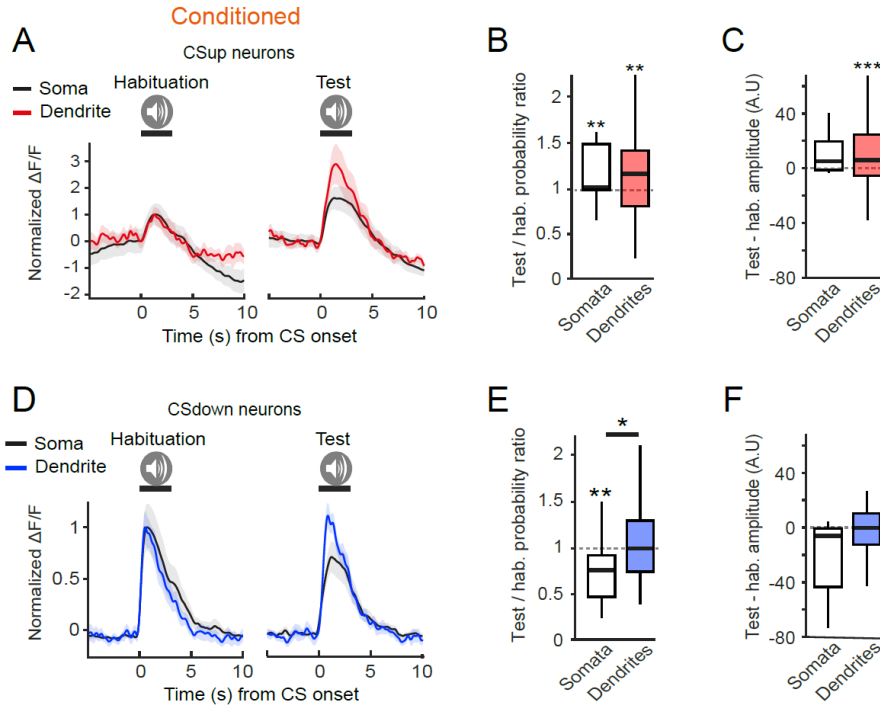 Conditioned
A
CSup neurons
Soma
Dendrite
Habituation
Test
Normalized ΔF/F
3
2
1
0
-1
-2
0
5
10
0
5
10
Time (s) from CS onset
B
Test / hab. probability ratio
2
1.5
1
0.5
0
**
**
Somata
Dendrites
C
Test - hab. amplitude (A.U)
40
0
-40
-80
***
Somata
Dendrites
D
CSdown neurons
Soma
Dendrite
Habituation
Test
Normalized ΔF/F
1
0.5
0
0
5
10
0
5
10
Time (s) from CS onset
E
Test / hab. probability ratio
2
1.5
1
0.5
0
*
**
Somata
Dendrites
F
Test - hab. amplitude (A.U)
40
0
-40
-80
Somata
Dendrites